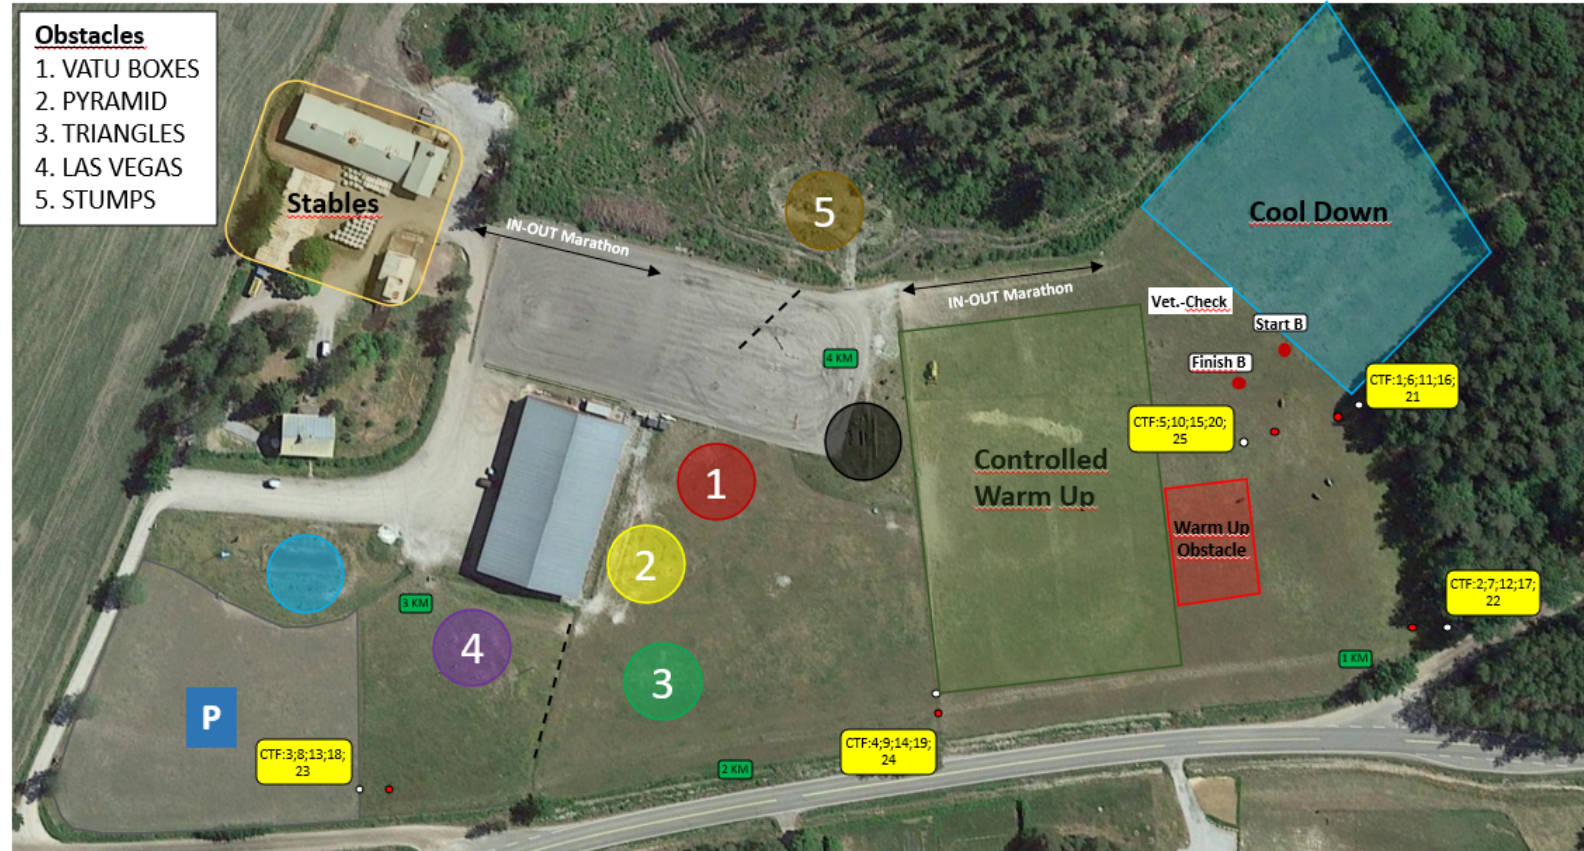 Obstacles
1. VATU BOXES
2. PYRAMID
3. TRIANGLES
4. LAS VEGAS
5. STUMPS
Stables
IN-OUT Marathon
5
IN-OUT Marathon
Cool Down
Vet.-Check
Start B
Finish B
4 KM
CTF:1;6;11;16;
21
CTF:5;10;15;20;
25
Controlled
Warm Up
1
Warm Up
Obstacle
2
3 KM
CTF:2;7;12;17;
22
4
3
1 KM
P
CTF:3;8;13;18;
23
CTF:4;9;14;19;
24
2 KM